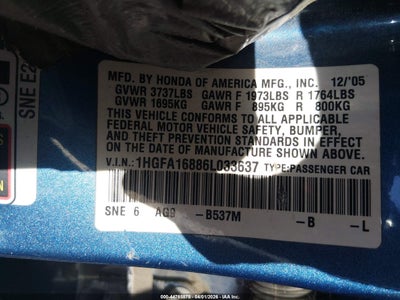 SNE E2
MFD. BY HONDA OF AMERICA MFG., INC. 12/'05
GVWR 3737LBS GAWR F 1973LBS R 1764LBS
GVWR 1695KG GAWR F 895KG R 800KG
THIS VEHICLE CONFORMS TO ALL APPLICABLE
FEDERAL MOTOR VEHICLE SAFETY, BUMPER,
AND THEFT PREVENTION STANDARDS IN EFFECT
ON THE DATE OF MANUFACTURE SHOWN ABOVE.
V.I.N.: 1HGFA16886L033637 TYPE:PASSENGER CAR
SNE 6 AG9 -B537M -B -L